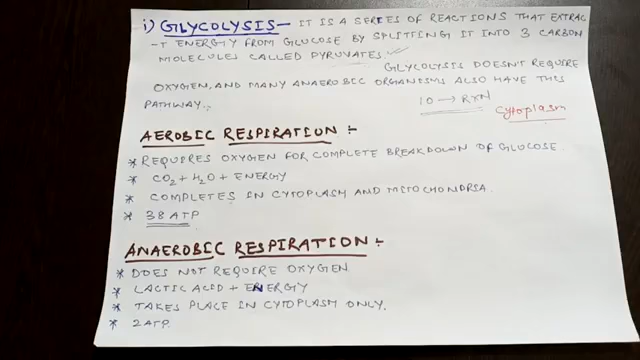 i) GLYCOLYSIS - IT IS A SERIES OF REACTIONS THAT EXTRAC
-T ENERGY FROM GLUCOSE BY SPLITTING IT INTO 3 CARBON
MOLECULES CALLED PYRUVATES.
GLYCOLYSIS DOESN'T REQUIRE
OXYGEN, AND MANY ANAEROBIC ORGANISMS ALSO HAVE THIS
PATHWAY.
10 → RXN
Cytoplasm
AEROBIC RESPIRATION :-
* REQUIRES OXYGEN FOR COMPLETE BREAKDOWN OF GLUCOSE.
* CO2 + H2O + ENERGY
* COMPLETES IN CYTOPLASM AND MITOCHONDRIA.
* 38 ATP
ANAEROBIC RESPIRATION :-
* DOES NOT REQUIRE OXYGEN
* LACTIC ACID + ENERGY
* TAKES PLACE IN CYTOPLASM ONLY.
* 2 ATP.